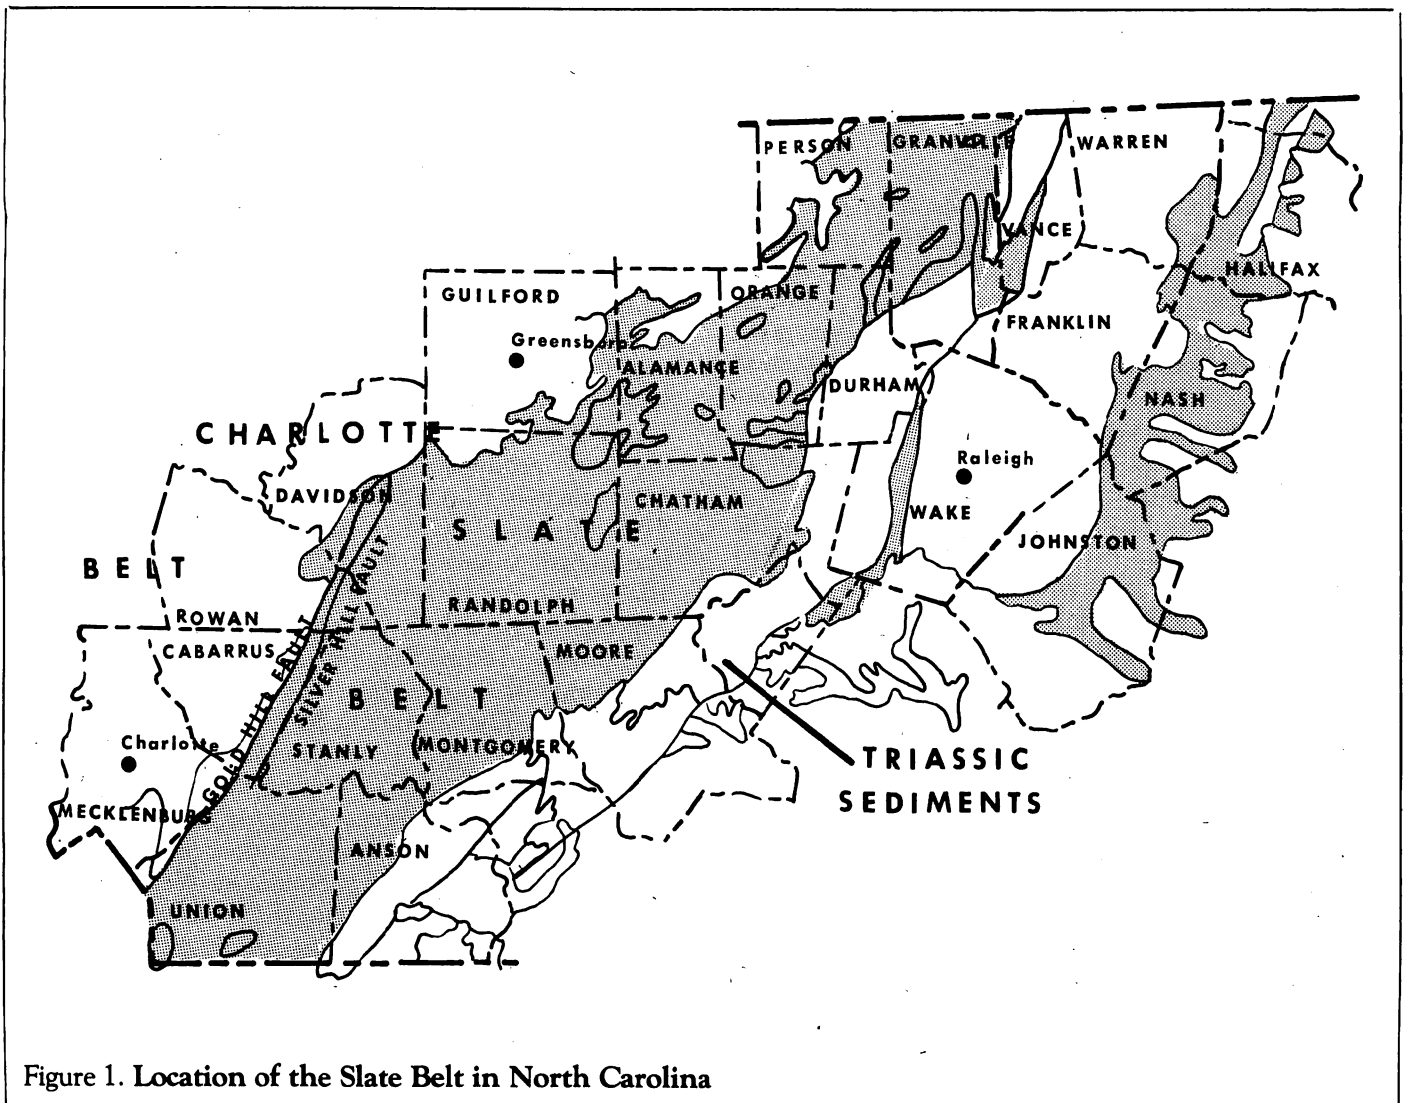 PERSON
GRANVILLE
WARREN
VANCE
HALIFAX
GUILFORD
ORANGE
FRANKLIN
Greensboro
ALAMANCE
DURHAM
NASH
CHARLOTTE
Raleigh
DAVIDSON
CHATHAM
WAKE
SLATE
JOHNSTON
BELT
RANDOLPH
ROWAN
CABARRUS
MOORE
GOLD HILL FAULT
SILVER HILL FAULT
BELT
STANLY
MONTGOMERY
Charlotte
TRIASSIC
SEDIMENTS
MECKLENBURG
ANSON
UNION
Figure 1. Location of the Slate Belt in North Carolina